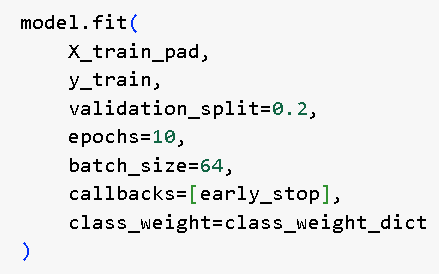 model.fit(
    X_train_pad,
    y_train,
    validation_split=0.2,
    epochs=10,
    batch_size=64,
    callbacks=[early_stop],
    class_weight=class_weight_dict
)